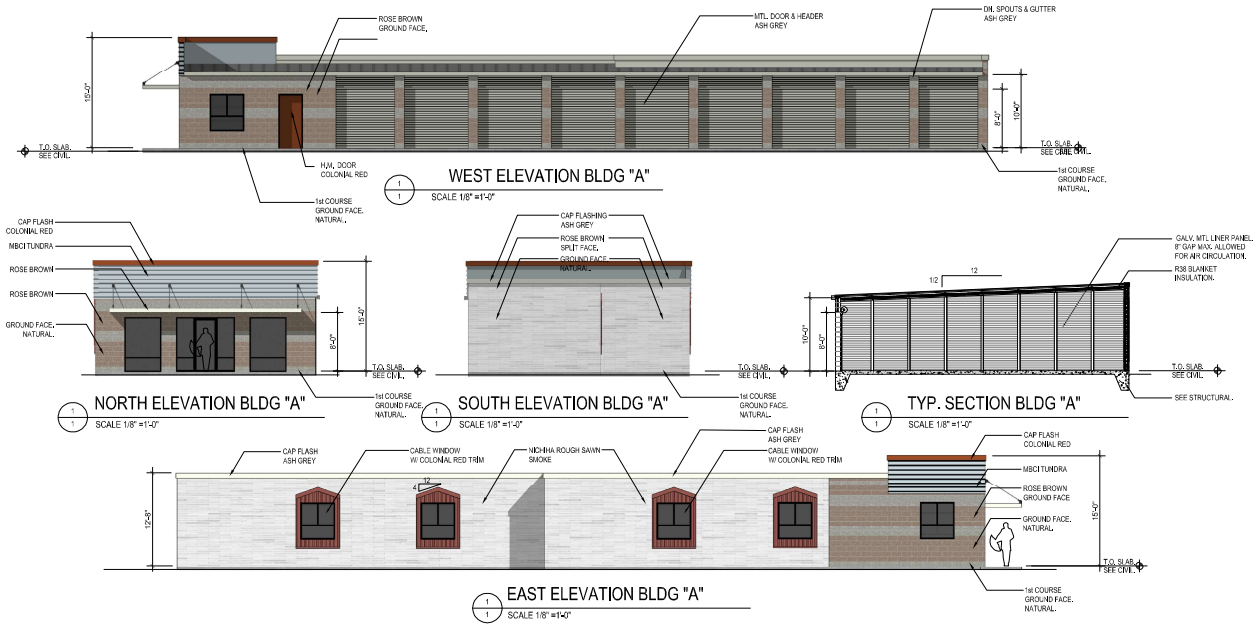 ROSE BROWN
GROUND FACE.
MTL. DOOR & HEADER
ASH GREY
DN. SPOUTS & GUTTER
ASH GREY
15'-0"
8'-0"
10'-0"
T.O. SLAB.
SEE CIVIL.
T.O. SLAB.
SEE CIVIL.
H.M. DOOR
COLONIAL RED
1st COURSE
GROUND FACE.
NATURAL.
1st COURSE
GROUND FACE.
NATURAL.
1
1
WEST ELEVATION BLDG "A"
SCALE 1/8" =1'-0"
CAP FLASH
COLONIAL RED
MBCI TUNDRA
ROSE BROWN
ROSE BROWN
GROUND FACE.
NATURAL.
15'-0"
8'-0"
T.O. SLAB.
SEE CIVIL.
1st COURSE
GROUND FACE.
NATURAL.
1
1
NORTH ELEVATION BLDG "A"
SCALE 1/8" =1'-0"
CAP FLASHING
ASH GREY
ROSE BROWN
SPLIT FACE.
GROUND FACE
NATURAL.
T.O. SLAB.
SEE CIVIL.
1st COURSE
GROUND FACE.
NATURAL.
1
1
SOUTH ELEVATION BLDG "A"
SCALE 1/8" =1'-0"
GALV. MTL LINER PANEL.
8" GAP MAX. ALLOWED
FOR AIR CIRCULATION.
R38 BLANKET
INSULATION.
12
1/2
10'-0"
8'-0"
T.O. SLAB.
SEE CIVIL.
SEE STRUCTURAL.
1
1
TYP. SECTION BLDG "A"
SCALE 1/8" =1'-0"
CAP FLASH
ASH GREY
CABLE WINDOW
W/ COLONIAL RED TRIM
NICHIHA ROUGH SAWN
SMOKE
CAP FLASH
ASH GREY
CABLE WINDOW
W/ COLONIAL RED TRIM
CAP FLASH
COLONIAL RED
MBCI TUNDRA
ROSE BROWN
GROUND FACE
GROUND FACE.
NATURAL.
12
4
12'-8"
15'-0"
T.O. SLAB.
SEE CIVIL.
1st COURSE
GROUND FACE.
NATURAL.
1
1
EAST ELEVATION BLDG "A"
SCALE 1/8" =1'-0"